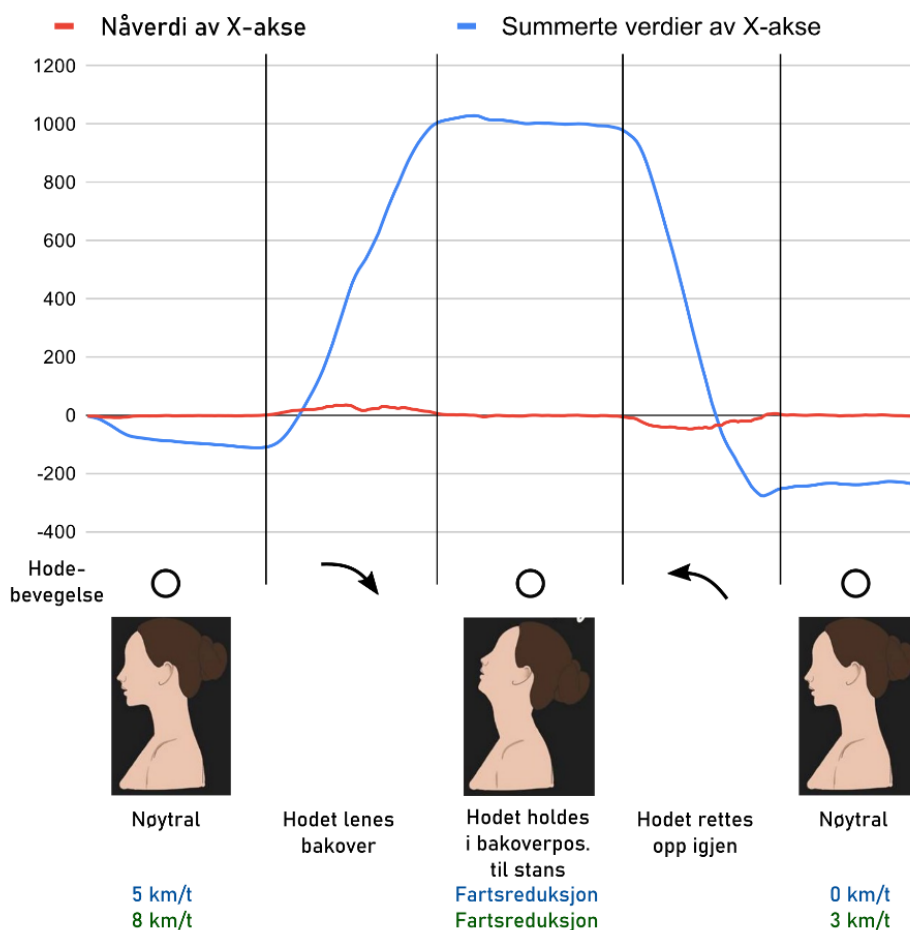 Nåverdi av X-akse
Summerte verdier av X-akse
1200
1000
800
600
400
200
0
-200
-400
Hode-
bevegelse
Nøytral
Hodet lenes
bakover
Hodet holdes
i bakoverpos.
til stans
Hodet rettes
opp igjen
Nøytral
5 km/t
Fartsreduksjon
0 km/t
8 km/t
Fartsreduksjon
3 km/t